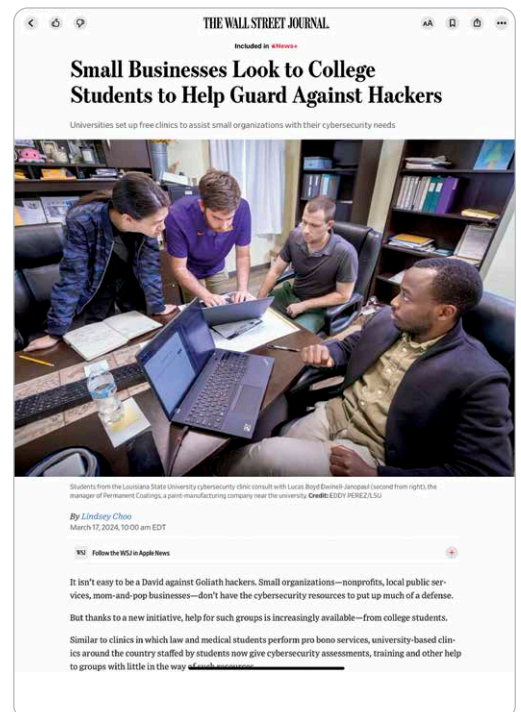 THE WALL STREET JOURNAL.
AA
Included in News+
Small Businesses Look to College
Students to Help Guard Against Hackers
Universities set up free clinics to assist small organizations with their cybersecurity needs
Students from the Louisiana State University cybersecurity clinic consult with Lucas Boyd Ewinell-Janopaul (second from right), the
manager of Permanent Coatings, a paint-manufacturing company near the university. Credit: EDDY PEREZ/LSU
By Lindsey Choo
March 17, 2024, 10:00 am EDT
WSJ Follow the WSJ in Apple News
It isn't easy to be a David against Goliath hackers. Small organizations—nonprofits, local public ser-
vices, mom-and-pop businesses—don't have the cybersecurity resources to put up much of a defense.
But thanks to a new initiative, help for such groups is increasingly available—from college students.
Similar to clinics in which law and medical students perform pro bono services, university-based clin-
ics around the country staffed by students now give cybersecurity assessments, training and other help
to groups with little in the way of such resources.